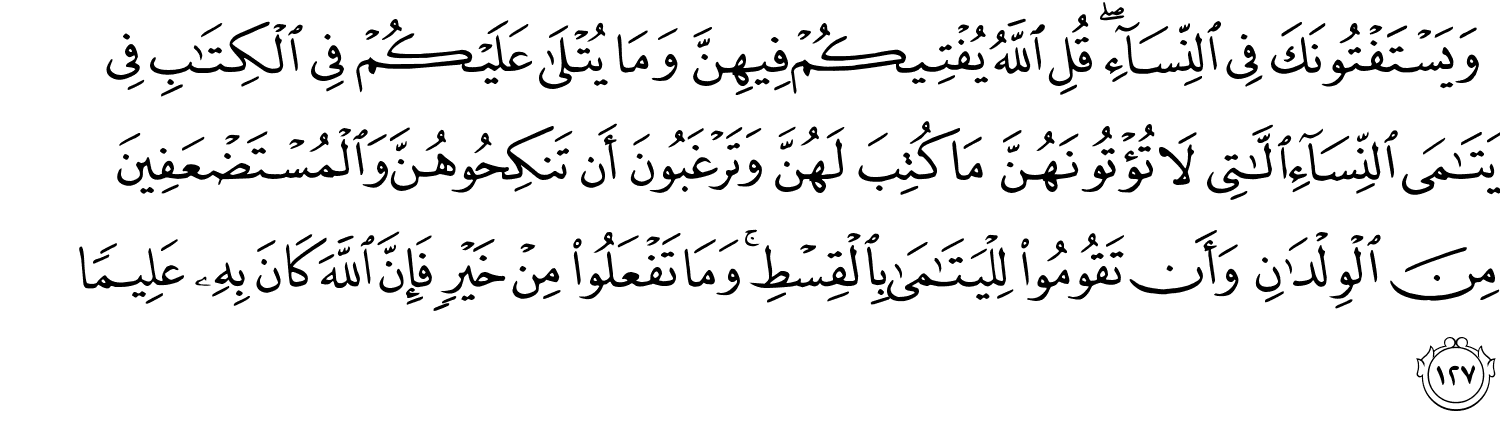 وَيَسْتَفْتُونَكَ فِى ٱلنِّسَآءِ ۖ قُلِ ٱللَّهُ يُفْتِيكُمْ فِيهِنَّ وَمَا يُتْلَىٰ عَلَيْكُمْ فِى ٱلْكِتَـٰبِ فِى
يَتَـٰمَى ٱلنِّسَآءِ ٱلَّـٰتِى لَا تُؤْتُونَهُنَّ مَا كُتِبَ لَهُنَّ وَتَرْغَبُونَ أَن تَنكِحُوهُنَّ وَٱلْمُسْتَضْعَفِينَ
مِنَ ٱلْوِلْدَٰنِ وَأَن تَقُومُوا۟ لِلْيَتَـٰمَىٰ بِٱلْقِسْطِ ۚ وَمَا تَفْعَلُوا۟ مِنْ خَيْرٍ فَإِنَّ ٱللَّهَ كَانَ بِهِۦ عَلِيمًا
١٢٧